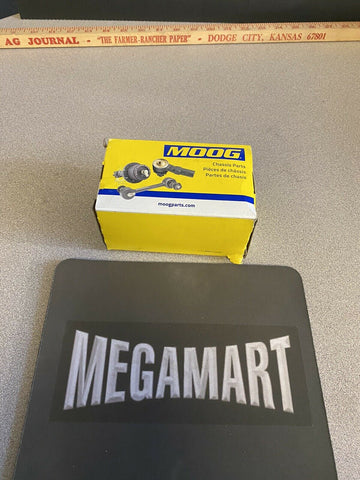 AG JOURNAL - "THE FARMER-RANCHER PAPER" - DODGE CITY, KANSAS 67801
MOOG
Chassis Parts
Pièces de châssis
Partes de chasis
moogparts.com
MEGAMART